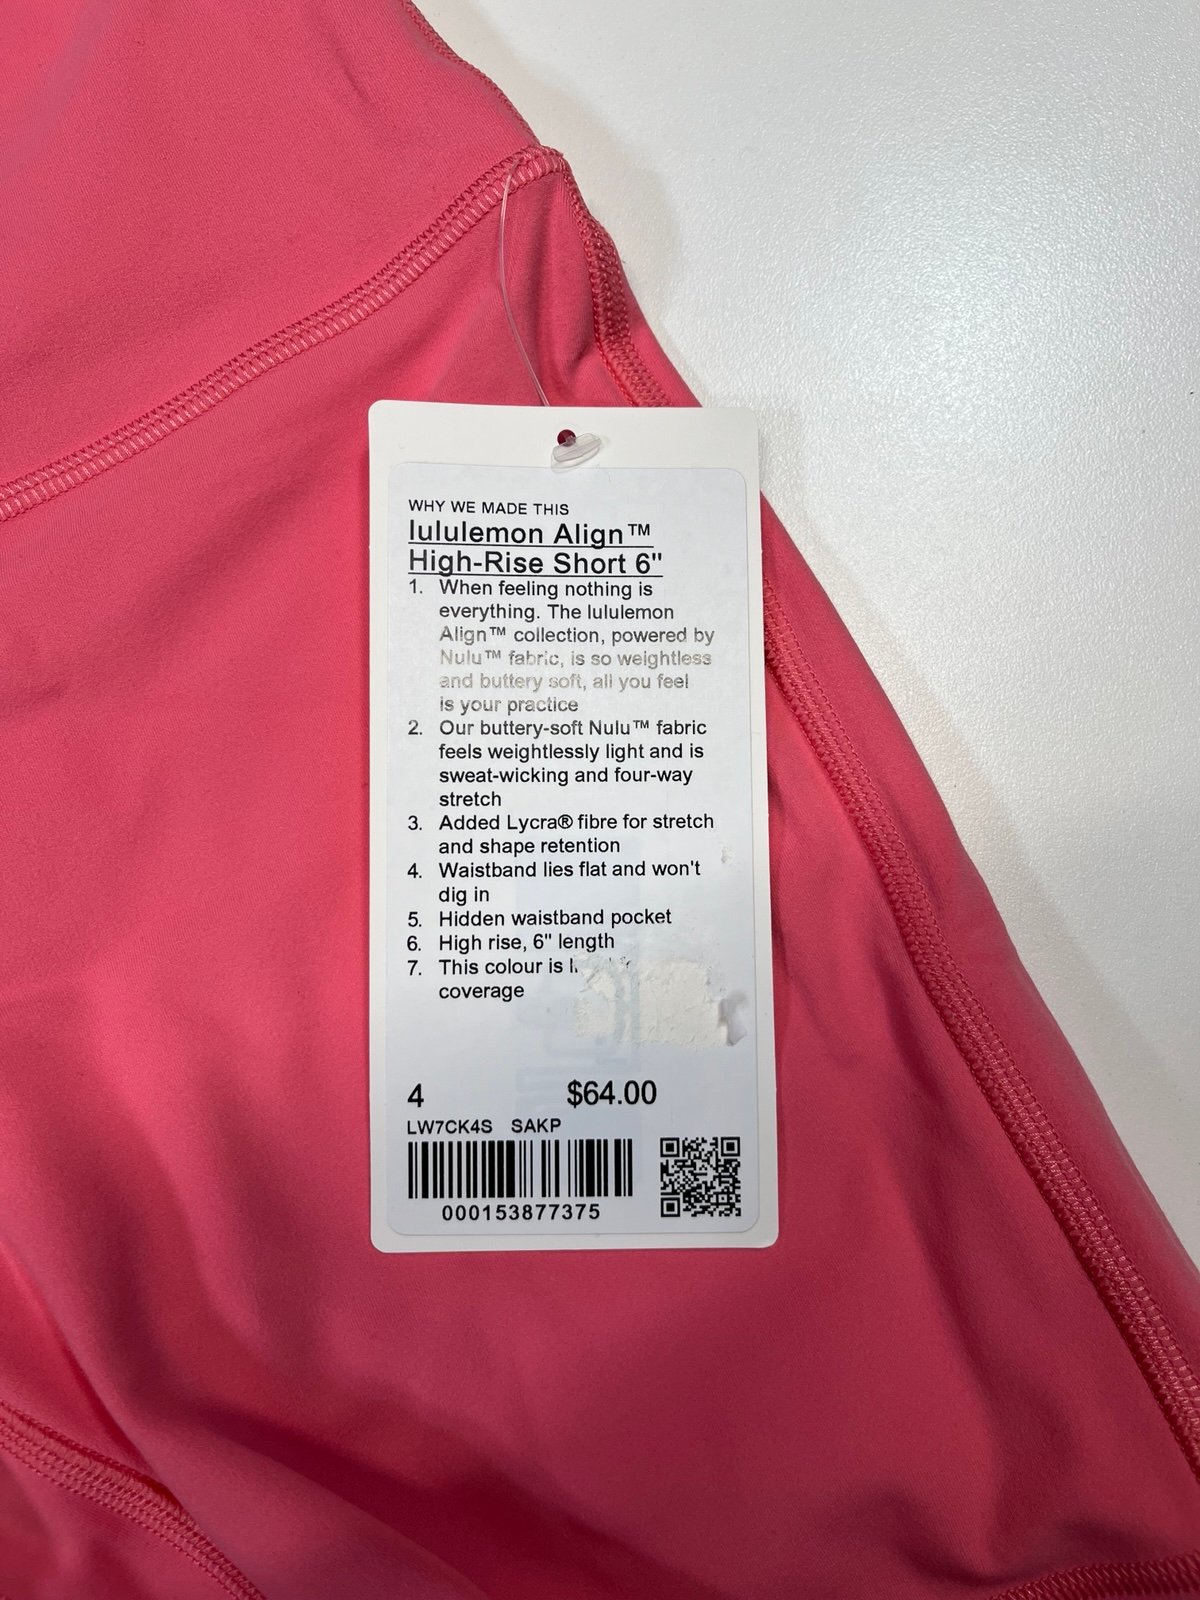 WHY WE MADE THIS
lululemon Align™
High-Rise Short 6"
1. When feeling nothing is
everything. The lululemon
Align™ collection, powered by
Nulu™ fabric, is so weightless
and buttery soft, all you feel
is your practice
2. Our buttery-soft Nulu™ fabric
feels weightlessly light and is
sweat-wicking and four-way
stretch
3. Added Lycra® fibre for stretch
and shape retention
4. Waistband lies flat and won't
dig in
5. Hidden waistband pocket
6. High rise, 6" length
7. This colour is
coverage
4 $64.00
LW7CK4S SAKP
000153877375